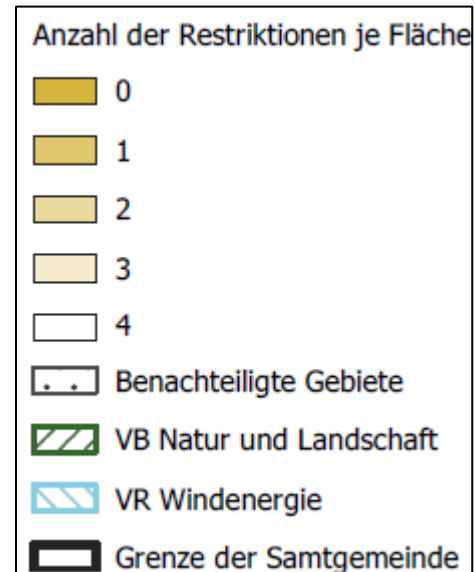 Anzahl der Restriktionen je Fläche
0
1
2
3
4
Benachteiligte Gebiete
VB Natur und Landschaft
VR Windenergie
Grenze der Samtgemeinde